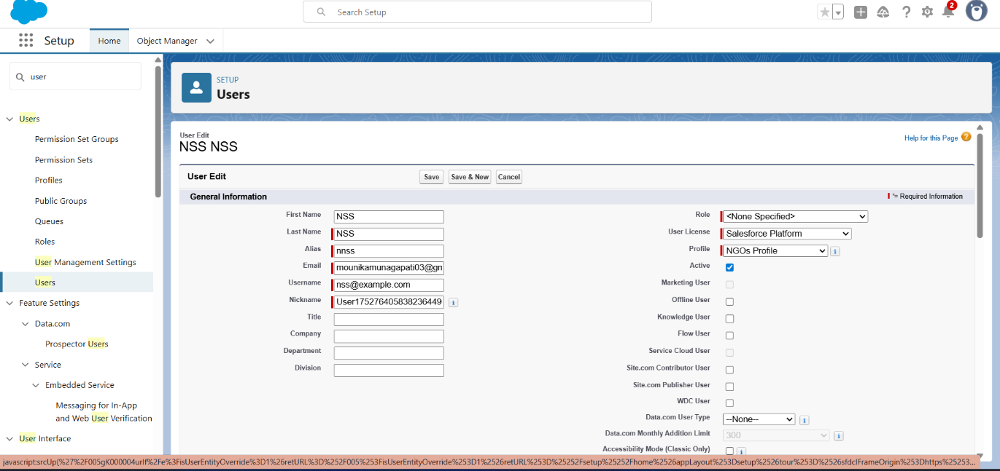 Search Setup
2
Setup
Home
Object Manager
user
SETUP
Users
Users
Permission Set Groups
Permission Sets
Profiles
Public Groups
Queues
Roles
User Management Settings
Users
Feature Settings
Data.com
Prospector Users
Service
Embedded Service
Messaging for In-App
and Web User Verification
User Interface
User Edit
NSS NSS
Help for this Page ?
User Edit
Save
Save & New
Cancel
General Information
= Required Information
First Name NSS
Last Name NSS
Alias nnss
Email mounikamunagapati03@gm
Username nss@example.com
Nickname User175276405838236449 i
Title
Company
Department
Division
Role <None Specified>
User License Salesforce Platform
Profile NGOs Profile i
Active
Marketing User
Offline User
Knowledge User
Flow User
Service Cloud User
Site.com Contributor User
Site.com Publisher User
WDC User
Data.com User Type --None-- i
Data.com Monthly Addition Limit 300 i
Accessibility Mode (Classic Only) i
javascript:srcUp(%27%2F005gK000004urlf%2Fe%3FisUserEntityOverride%3D1%26retURL%3D%252F005%253FisUserEntityOverride%253D1%2526retURL%253D%25252Fsetup%25252Fhome%2526appLayout%253Dsetup%2526tour%253D%2526sfdcIFrameOrigin%253Dhttps%25253...